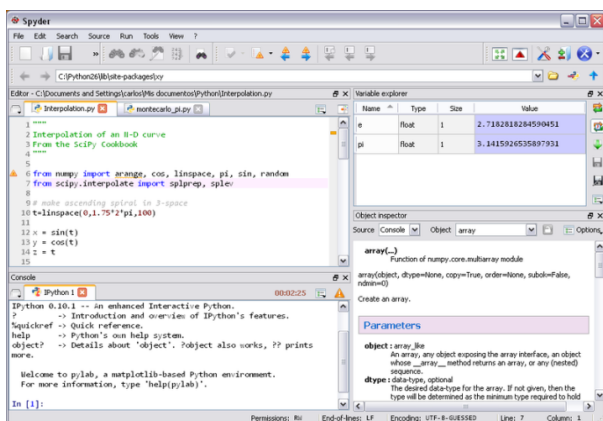 Spyder
File Edit Search Source Run Tools View ?
C:\Python26\lib\site-packages\xy
Editor - C:\Documents and Settings\carlos\Mis documentos\Python\Interpolation.py
Interpolation.py
montecarlo_pi.py
1 """
2 Interpolation of an N-D curve
3 From the SciPy Cookbook
4 """
5
6 from numpy import arange, cos, linspace, pi, sin, random
7 from scipy.interpolate import splprep, splev
8
9 # make ascending spiral in 3-space
10 t=linspace(0,1.75*2*pi,100)
11
12 x = sin(t)
13 y = cos(t)
14 z = t
15
Console
IPython 1
00:02:25
IPython 0.10.1 -- An enhanced Interactive Python.
? -> Introduction and overview of IPython's features.
%quickref -> Quick reference.
help -> Python's own help system.
object? -> Details about 'object'. ?object also works, ?? prints
more.
Welcome to pylab, a matplotlib-based Python environment.
For more information, type 'help(pylab)'.
In [1]:
Variable explorer
Name Type Size Value
e float 1 2.7182818284590451
pi float 1 3.1415926535897931
Object inspector
Source Console Object array Options
array(...)
Function of numpy.core.multiarray module
array(object, dtype=None, copy=True, order=None, subok=False,
ndmin=0)
Create an array.
Parameters
object : array_like
An array, any object exposing the array interface, an object
whose __array__ method returns an array, or any (nested)
sequence.
dtype : data-type, optional
The desired data-type for the array. If not given, then the
type will be determined as the minimum type required to hold
Permissions: RW End-of-lines: LF Encoding: UTF-8-GUESSED Line: 7 Column: 1